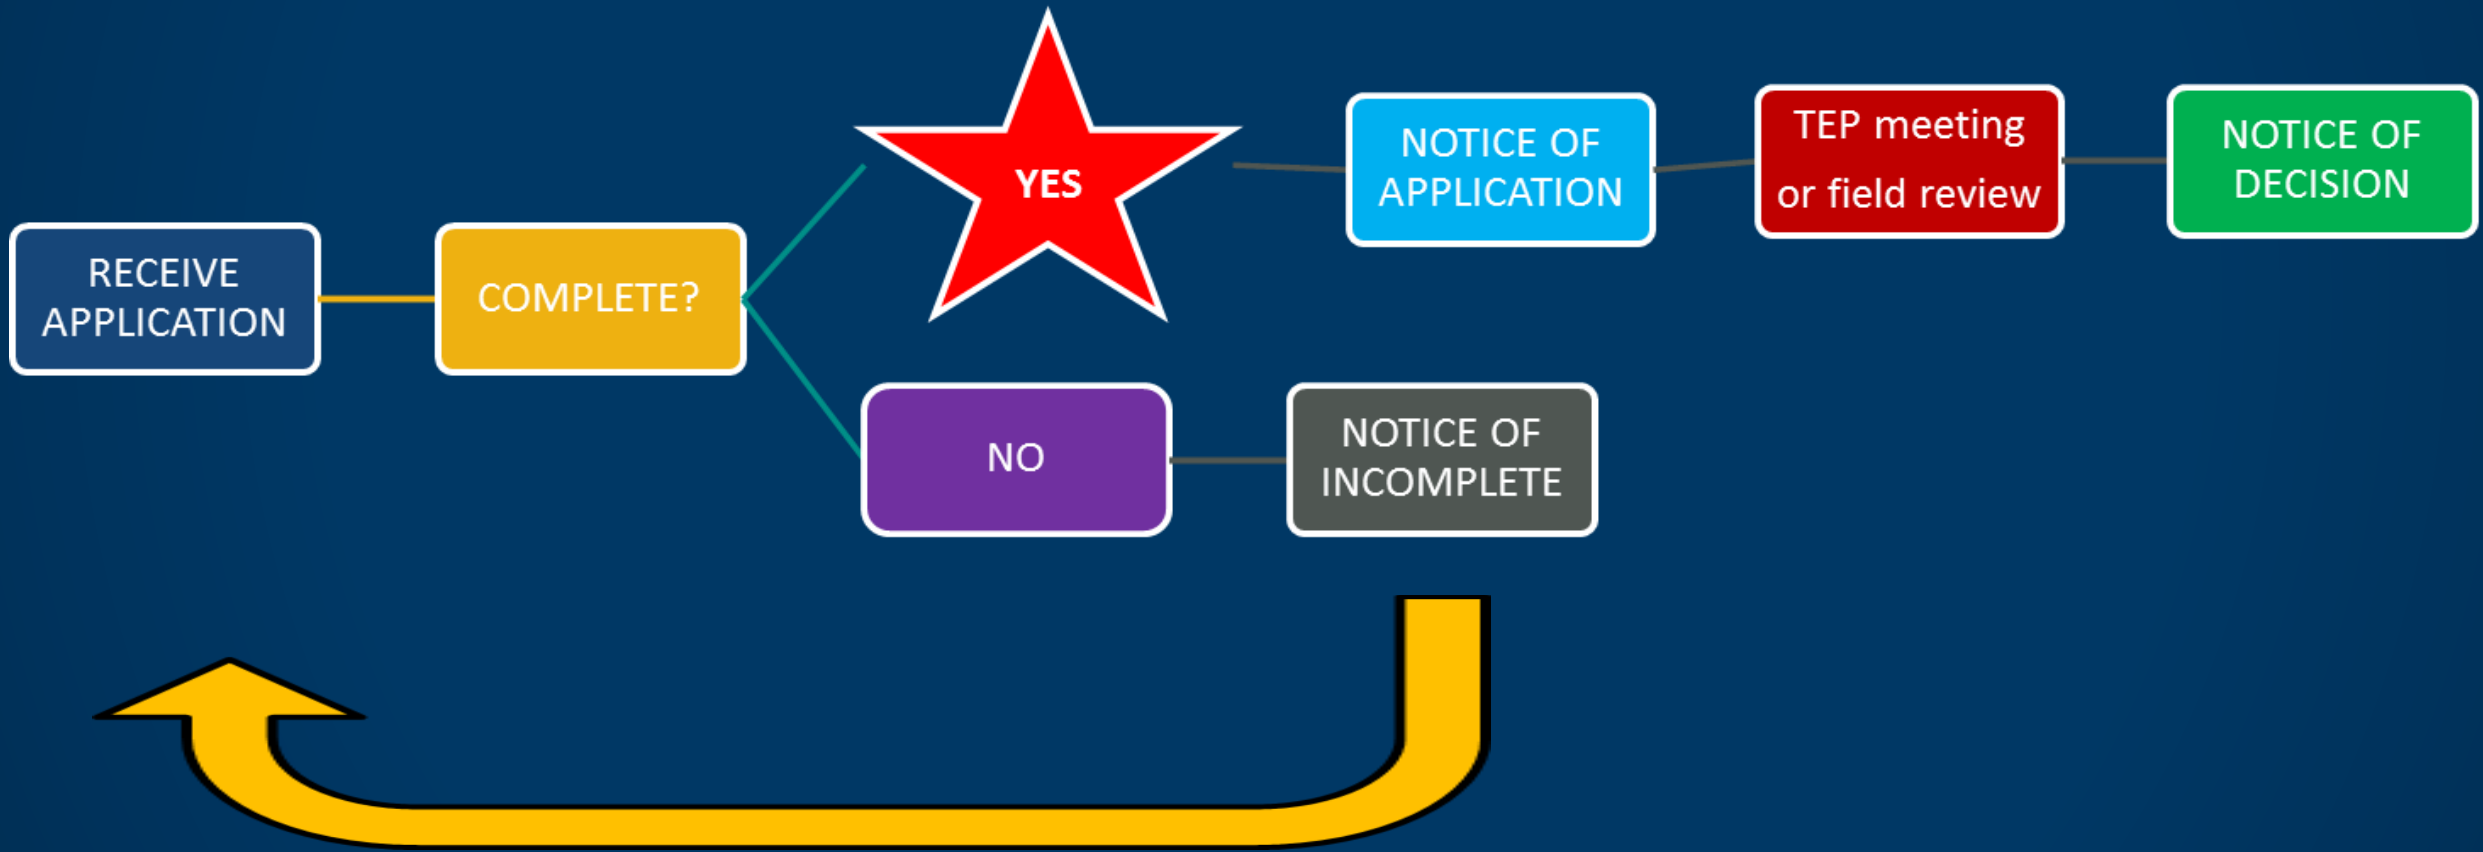 RECEIVE
APPLICATION
COMPLETE?
YES
NOTICE OF
APPLICATION
TEP meeting
or field review
NOTICE OF
DECISION
NO
NOTICE OF
INCOMPLETE